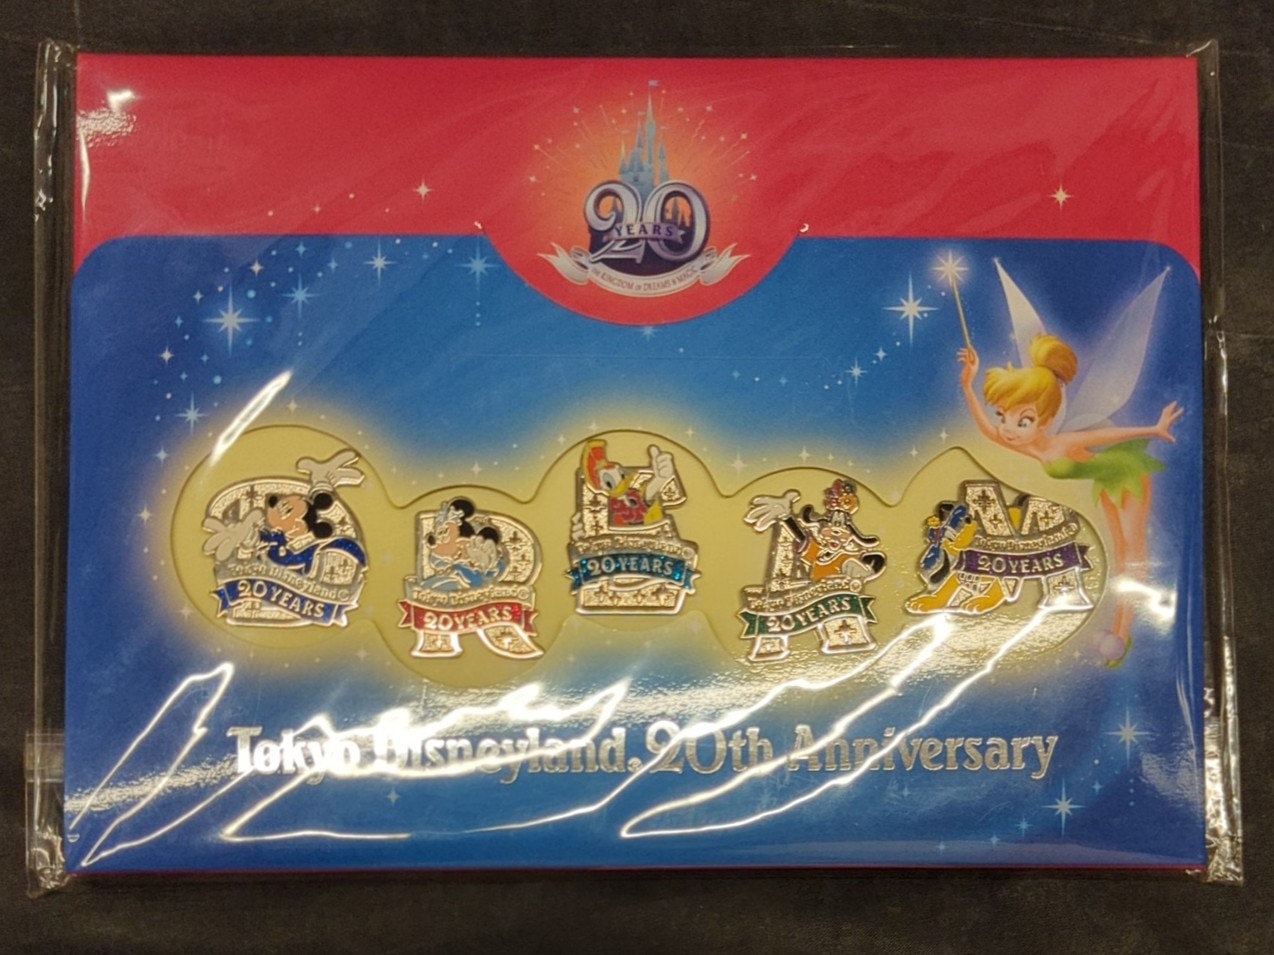 20
YEARS
THE KINGDOM OF DREAMS & MAGIC
Tokyo Disneyland®
20 YEARS
Tokyo Disneyland®
20 YEARS
Tokyo Disneyland®
20 YEARS
Tokyo Disneyland®
20 YEARS
Tokyo Disneyland®
20 YEARS
Tokyo Disneyland® 20th Anniversary